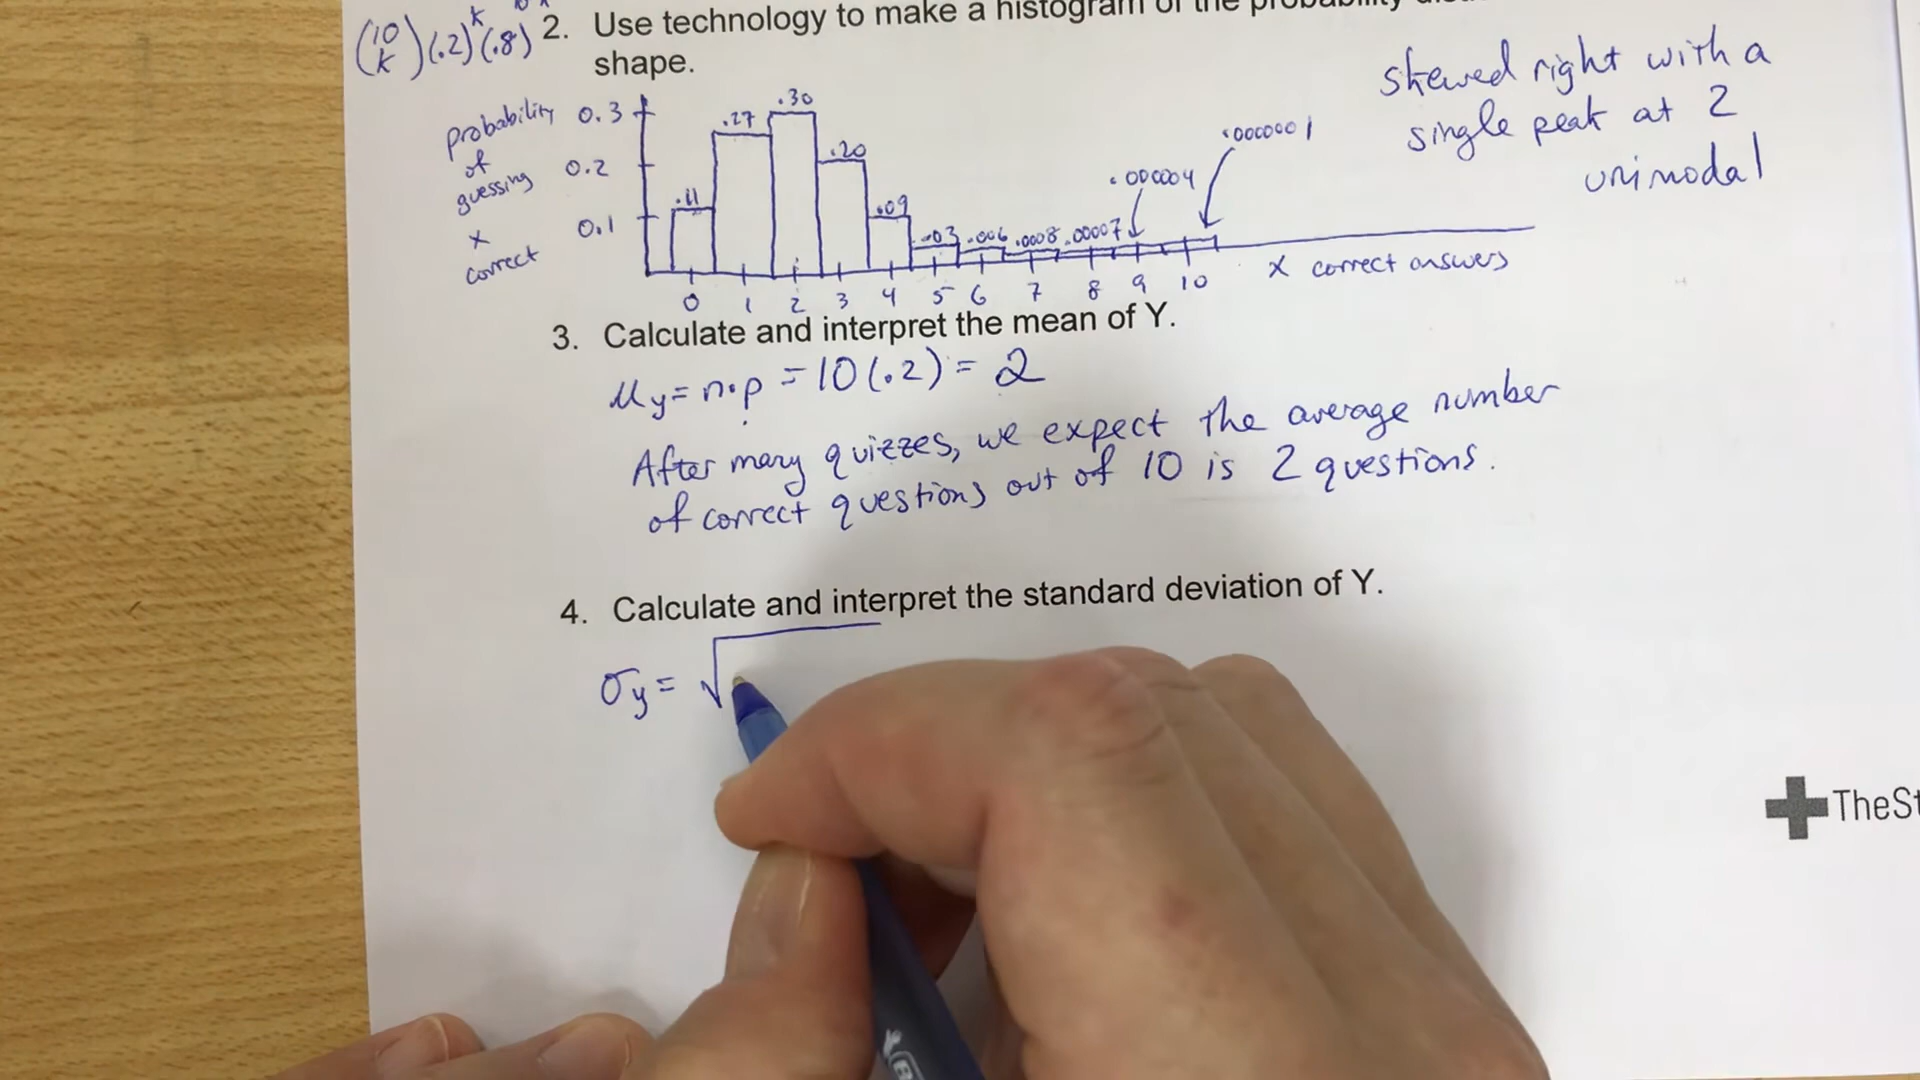 (10 k)(.2)^k(.8)
2. Use technology to make a histogram of the probability
shape.
skewed right with a
single peak at 2
unimodal
probability
of
guessing
x
correct
0.3
0.2
0.1
.11 .27 .30 .20 .09 .03 .006 .0008 .00007 .000004 .0000001
0 1 2 3 4 5 6 7 8 9 10 X correct answers
3. Calculate and interpret the mean of Y.
μy = n·p = 10(.2) = 2
After many quizzes, we expect the average number
of correct questions out of 10 is 2 questions.
4. Calculate and interpret the standard deviation of Y.
σy = √
TheSt